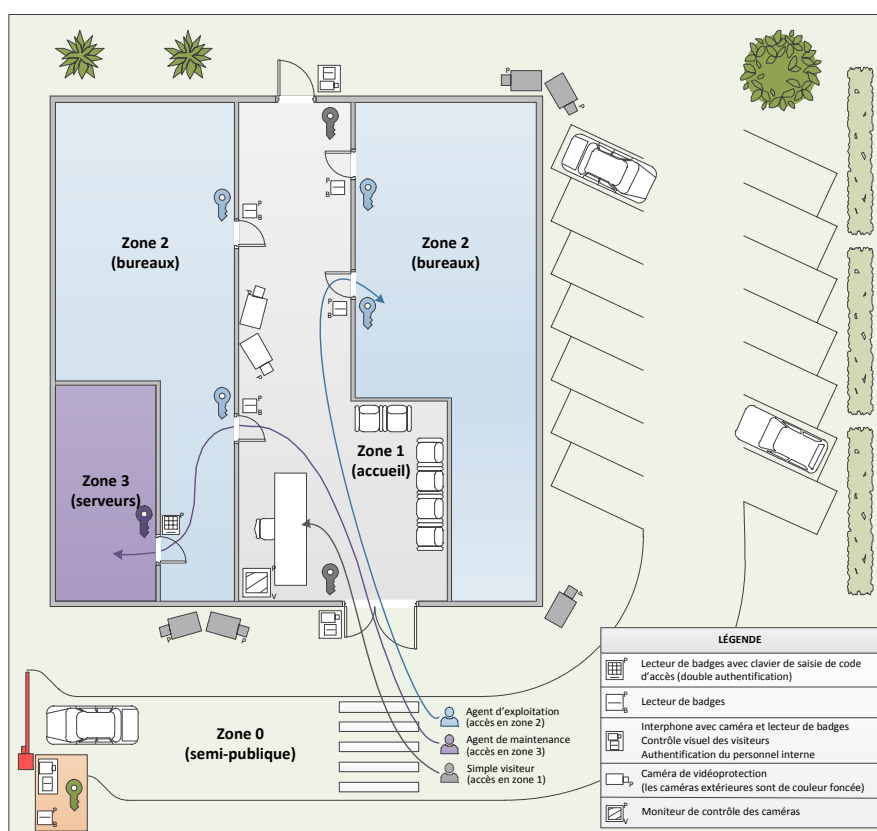 Zone 2
(bureaux)
Zone 2
(bureaux)
Zone 1
(accueil)
Zone 3
(serveurs)
Zone 0
(semi-publique)
Agent d'exploitation
(accès en zone 2)
Agent de maintenance
(accès en zone 3)
Simple visiteur
(accès en zone 1)
P
P
P
P
B
P
B
P
B
P
B
P
P
V
P
P
P
P
B
LÉGENDE
P
Lecteur de badges avec clavier de saisie de code
d'accès (double authentification)
P
B
Lecteur de badges
Interphone avec caméra et lecteur de badges
Contrôle visuel des visiteurs
Authentification du personnel interne
P
Caméra de vidéoprotection
(les caméras extérieures sont de couleur foncée)
P
V
Moniteur de contrôle des caméras